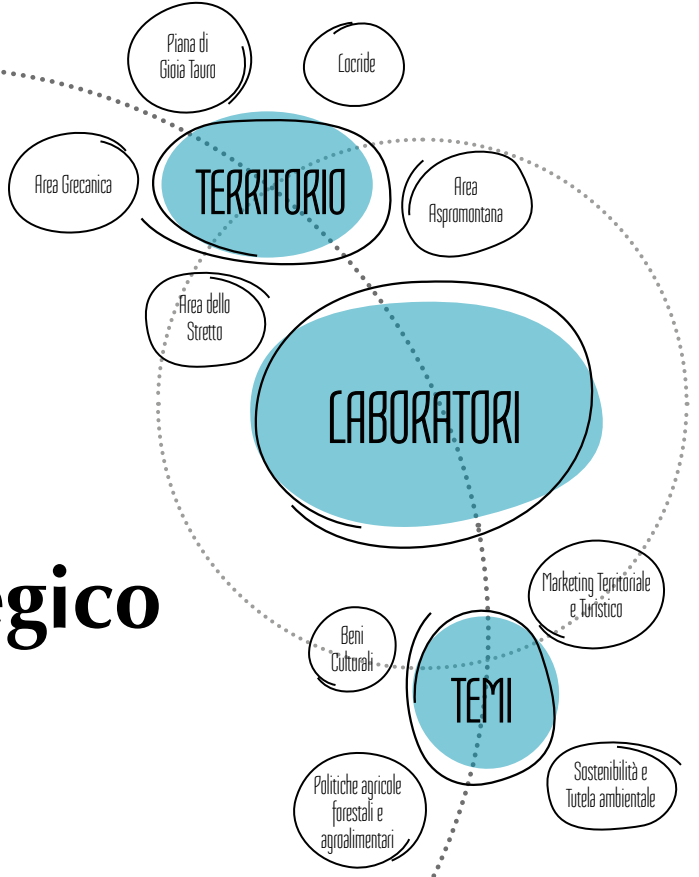 Piana di
Gioia Tauro
Locride
Area Grecanica
TERRITORIO
Area
Aspromontana
Area dello
Stretto
LABORATORI
egico
Marketing Territoriale
e Turistico
Beni
Culturali
TEMI
Politiche agricole
forestali e
agroalimentari
Sostenibilità e
Tutela ambientale